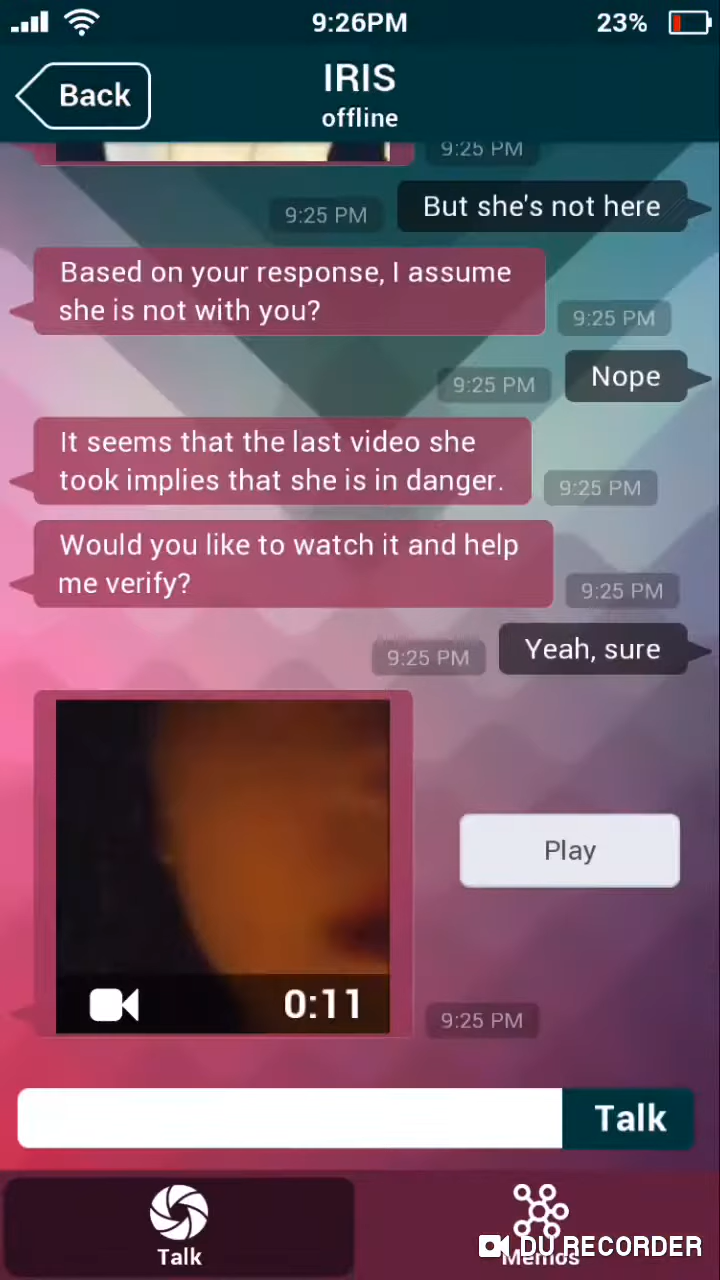 9:26PM
23%
Back
IRIS
offline
9:25 PM
But she's not here
9:25 PM
Based on your response, I assume
she is not with you?
9:25 PM
Nope
9:25 PM
It seems that the last video she
took implies that she is in danger.
9:25 PM
Would you like to watch it and help
me verify?
9:25 PM
Yeah, sure
9:25 PM
Play
0:11
9:25 PM
Talk
Talk
Memos
DU RECORDER